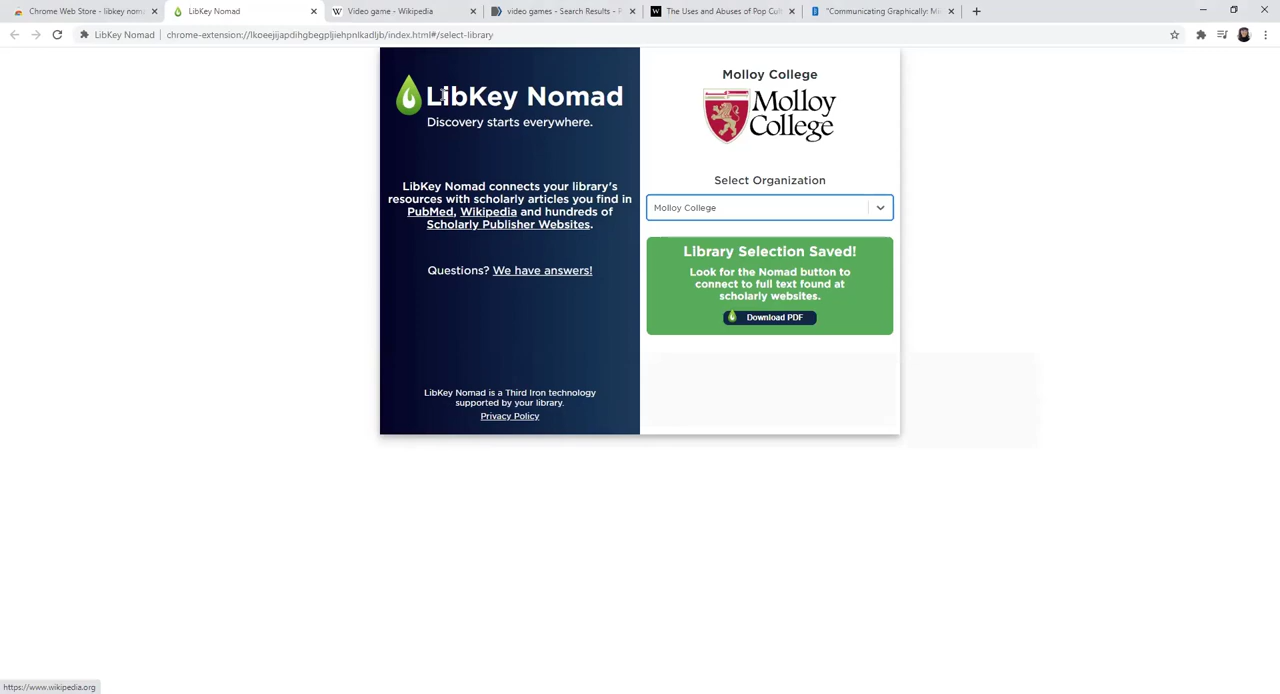 Chrome Web Store - libkey noma
LibKey Nomad
Video game - Wikipedia
video games - Search Results - P
The Uses and Abuses of Pop Cult
"Communicating Graphically: Mi
LibKey Nomad
chrome-extension://lkoeejijapdihgbegpljiehpnlkadljb/index.html#/select-library
LibKey Nomad
Discovery starts everywhere.
LibKey Nomad connects your library's
resources with scholarly articles you find in
PubMed, Wikipedia and hundreds of
Scholarly Publisher Websites.
Questions? We have answers!
LibKey Nomad is a Third Iron technology
supported by your library.
Privacy Policy
Molloy College
Molloy
College
Select Organization
Molloy College
Library Selection Saved!
Look for the Nomad button to
connect to full text found at
scholarly websites.
Download PDF
https://www.wikipedia.org